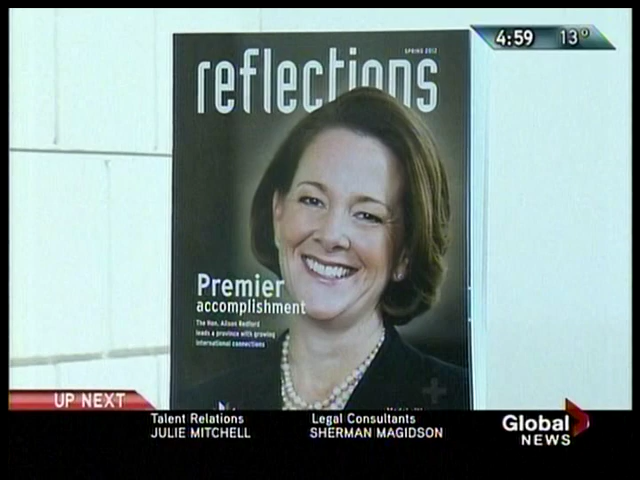 4:59 13°
SPRING 2012
reflections
Premier
accomplishment
The Hon. Alison Redford
leads a province with growing
international connections
UP NEXT
Talent Relations
JULIE MITCHELL
Legal Consultants
SHERMAN MAGIDSON
Global
NEWS